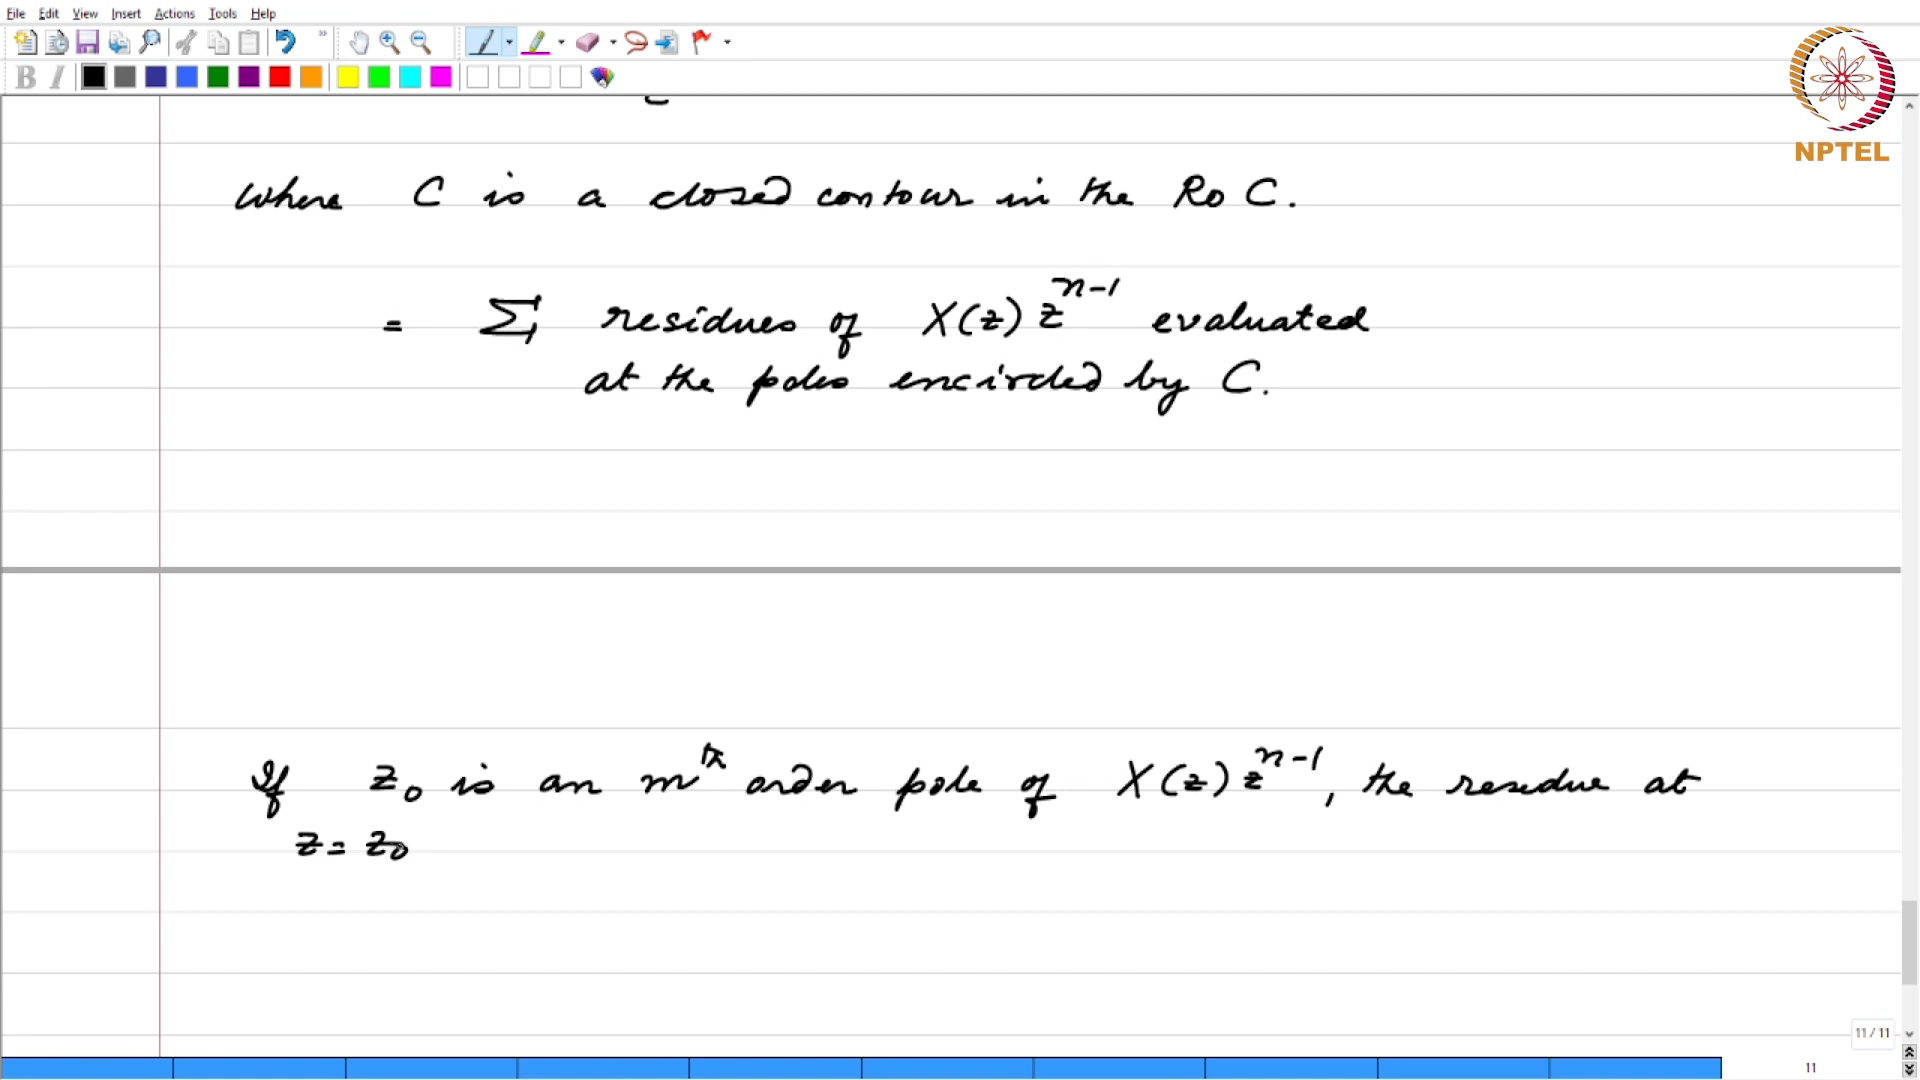 File Edit View Insert Actions Tools Help
B I
NPTEL
where C is a closed contour in the RoC.
= Σ residues of X(z) z^{n-1} evaluated
at the poles encircled by C.
If z₀ is an m^{th} order pole of X(z) z^{n-1}, the residue at
z = z₀
11 / 11
11